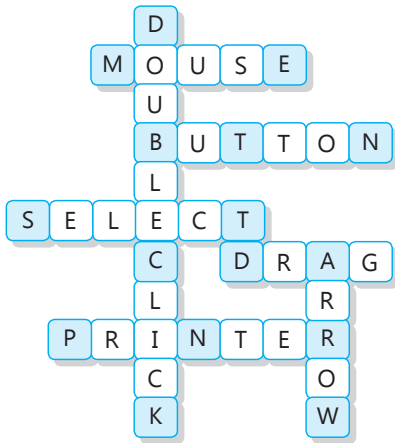 D
MOUSE
U
BUTTON
L
SELECT
C DRAG
L R
PRINTER
C O
K W